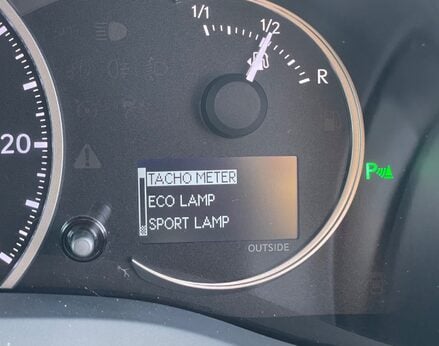 1/1
1/2
R
20
TACHO METER
ECO LAMP
SPORT LAMP
OUTSIDE
P